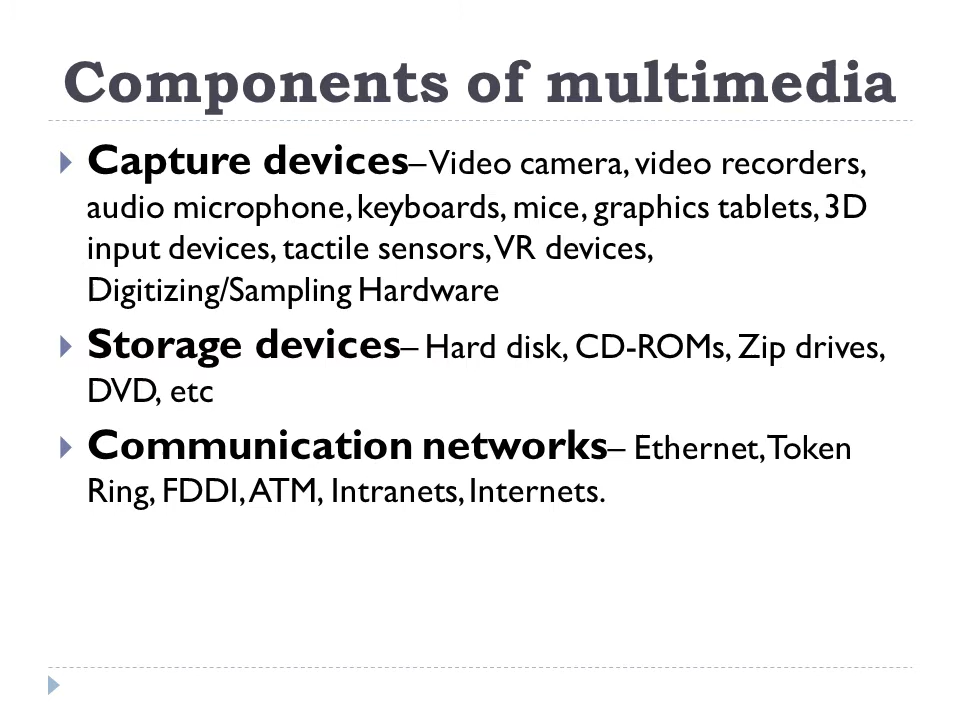 Components of multimedia
Capture devices– Video camera, video recorders,
audio microphone, keyboards, mice, graphics tablets, 3D
input devices, tactile sensors, VR devices,
Digitizing/Sampling Hardware
Storage devices– Hard disk, CD-ROMs, Zip drives,
DVD, etc
Communication networks– Ethernet, Token
Ring, FDDI, ATM, Intranets, Internets.